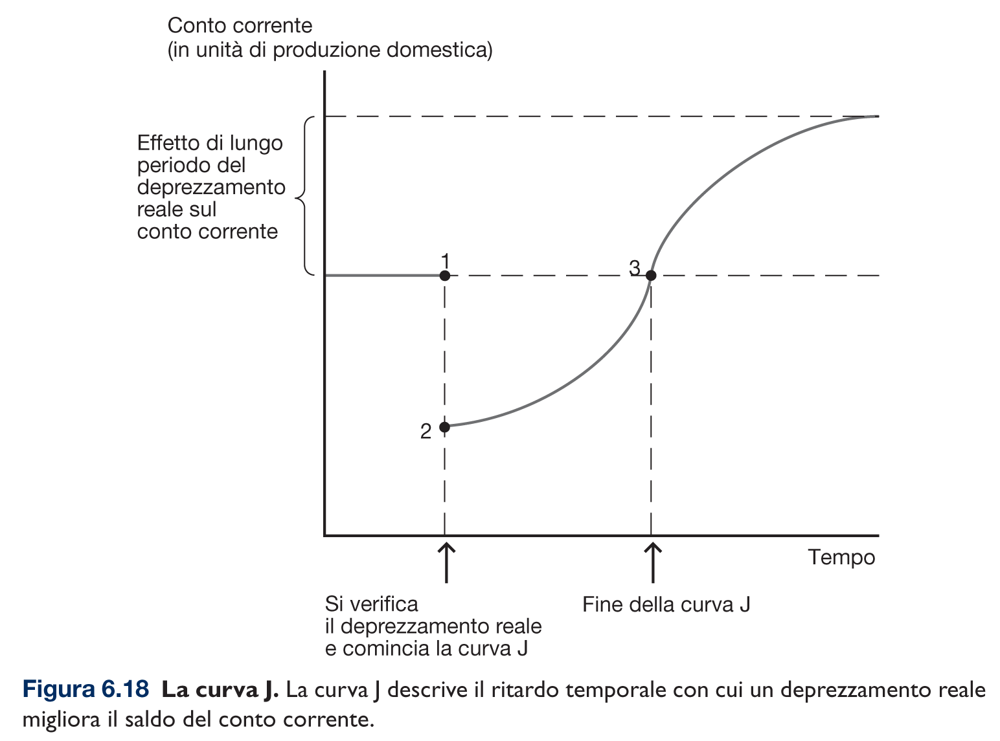 Conto corrente
(in unità di produzione domestica)
Effetto di lungo
periodo del
deprezzamento
reale sul
conto corrente
1
3
2
Tempo
Si verifica
il deprezzamento reale
e comincia la curva J
Fine della curva J
Figura 6.18 La curva J. La curva J descrive il ritardo temporale con cui un deprezzamento reale
migliora il saldo del conto corrente.